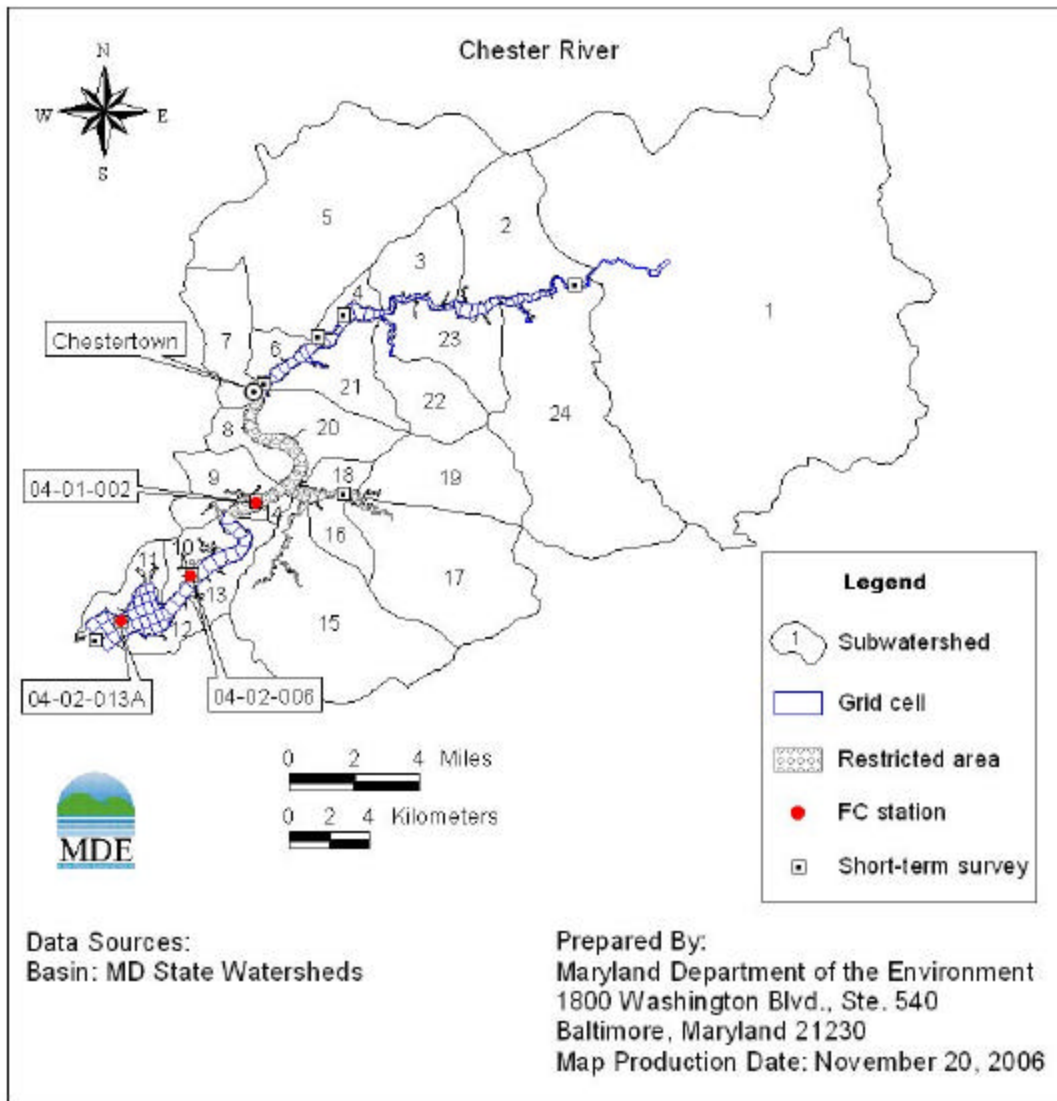 Chester River
N
W E
S
5
2
3
4
1
7
23
Chestertown
6
21
22
24
8
20
9
18
19
04-01-002
14
16
10
11
17
13
12
15
04-02-013A
04-02-006
0 2 4 Miles
0 2 4 Kilometers
MDE
Legend
1 Subwatershed
Grid cell
Restricted area
FC station
Short-term survey
Data Sources:
Basin: MD State Watersheds
Prepared By:
Maryland Department of the Environment
1800 Washington Blvd., Ste. 540
Baltimore, Maryland 21230
Map Production Date: November 20, 2006